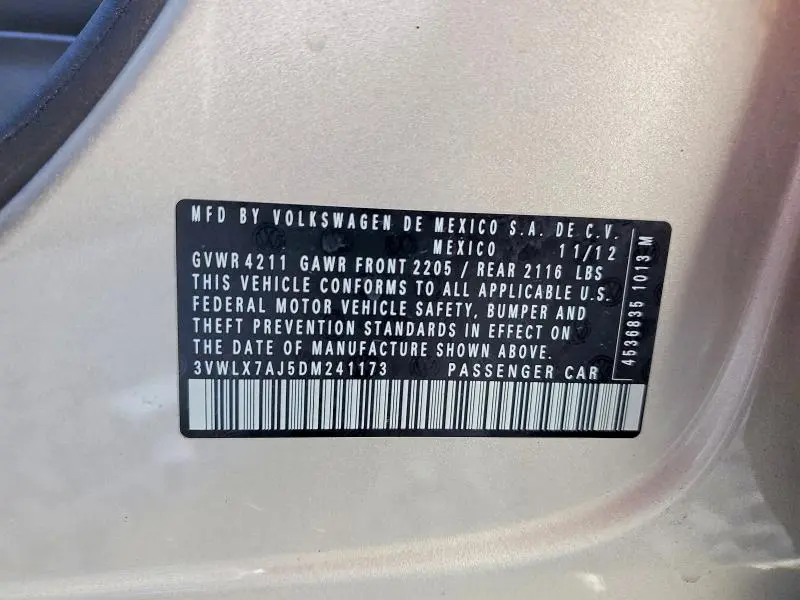 MFD BY VOLKSWAGEN DE MEXICO S.A. DE C.V.
MEXICO 11/12
GVWR 4211 GAWR FRONT 2205 / REAR 2116 LBS
THIS VEHICLE CONFORMS TO ALL APPLICABLE U.S.
FEDERAL MOTOR VEHICLE SAFETY, BUMPER AND
THEFT PREVENTION STANDARDS IN EFFECT ON
THE DATE OF MANUFACTURE SHOWN ABOVE.
3VWLX7AJ5DM241173 PASSENGER CAR
4536835 1013 M